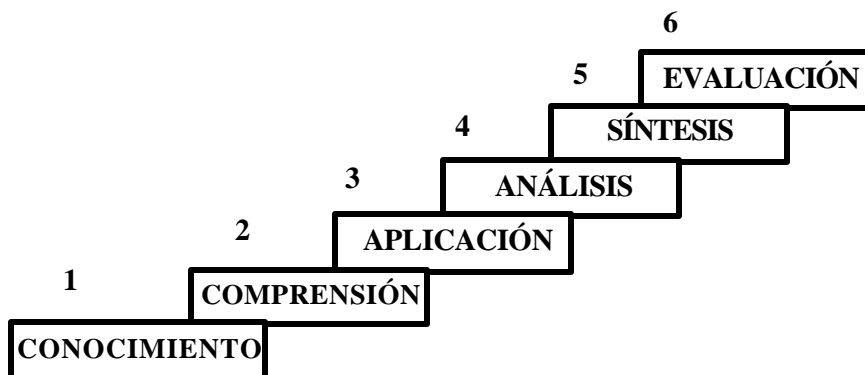 6
EVALUACIÓN
5
SÍNTESIS
4
ANÁLISIS
3
APLICACIÓN
2
COMPRENSIÓN
1
CONOCIMIENTO